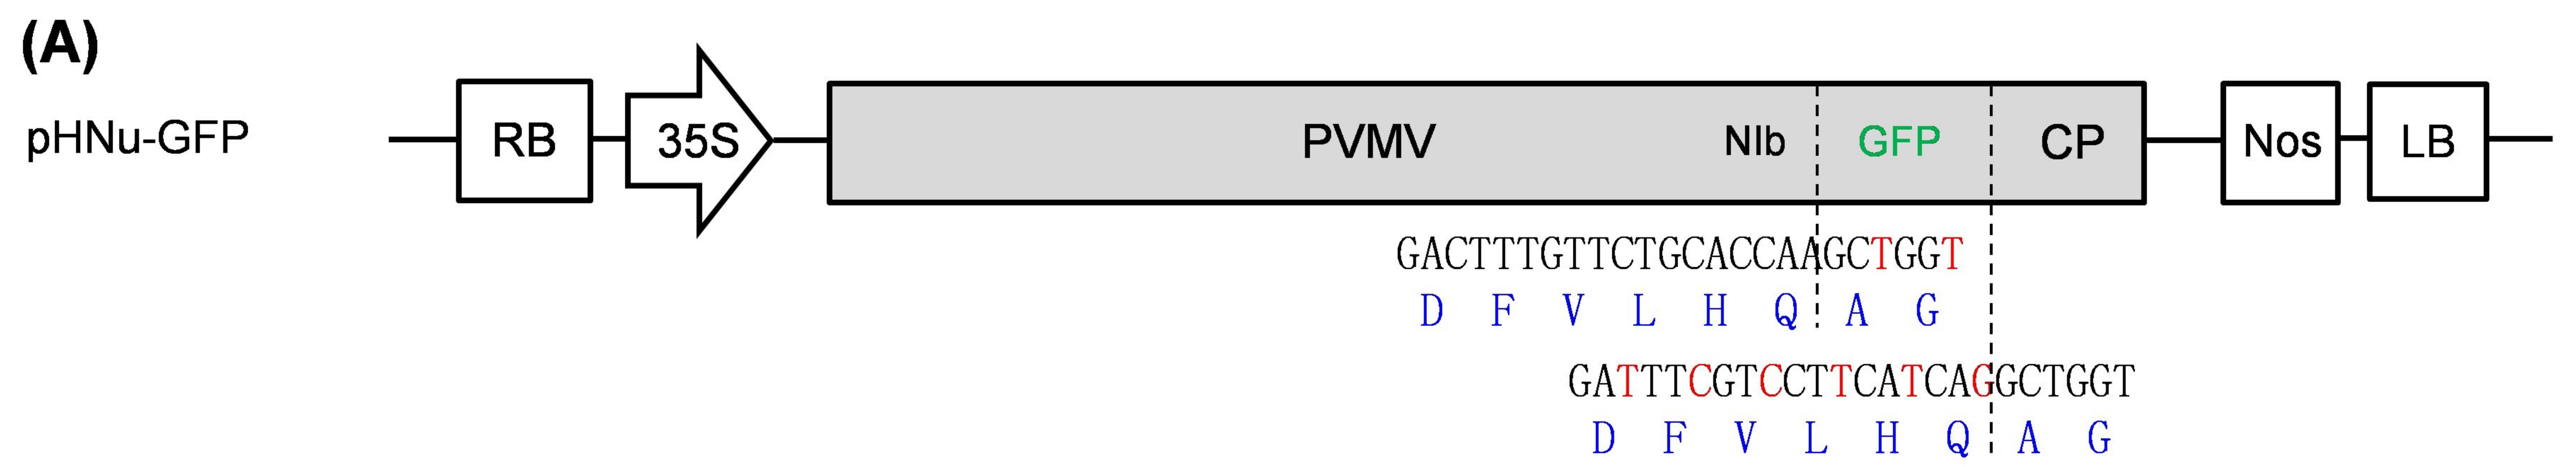 (A)
pHNu-GFP RB 35S PVMV NIb GFP CP Nos LB
GACTTTGTTCTGCACCAAGCTGGT
D F V L H Q A G
GATTTCGTCCTTCATCAGGCTGGT
D F V L H Q A G